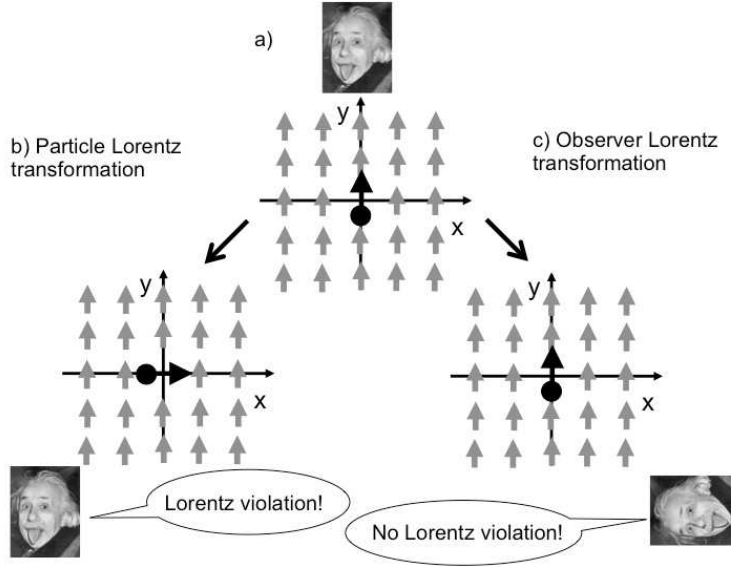 a)
y
b) Particle Lorentz
transformation
c) Observer Lorentz
transformation
x
y
x
y
x
Lorentz violation!
No Lorentz violation!